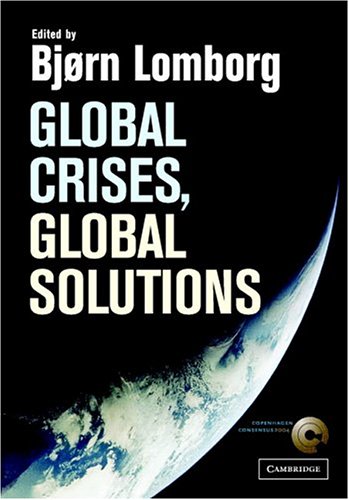 Edited by
Bjørn Lomborg
GLOBAL
CRISES,
GLOBAL
SOLUTIONS
COPENHAGEN
CONSENSUS 2004
CAMBRIDGE